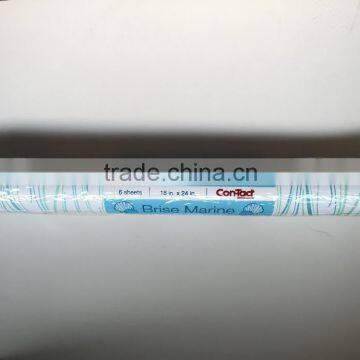 trade.china.cn
6 sheets 18 in. x 24 in. Con-Tact
Brise Marine